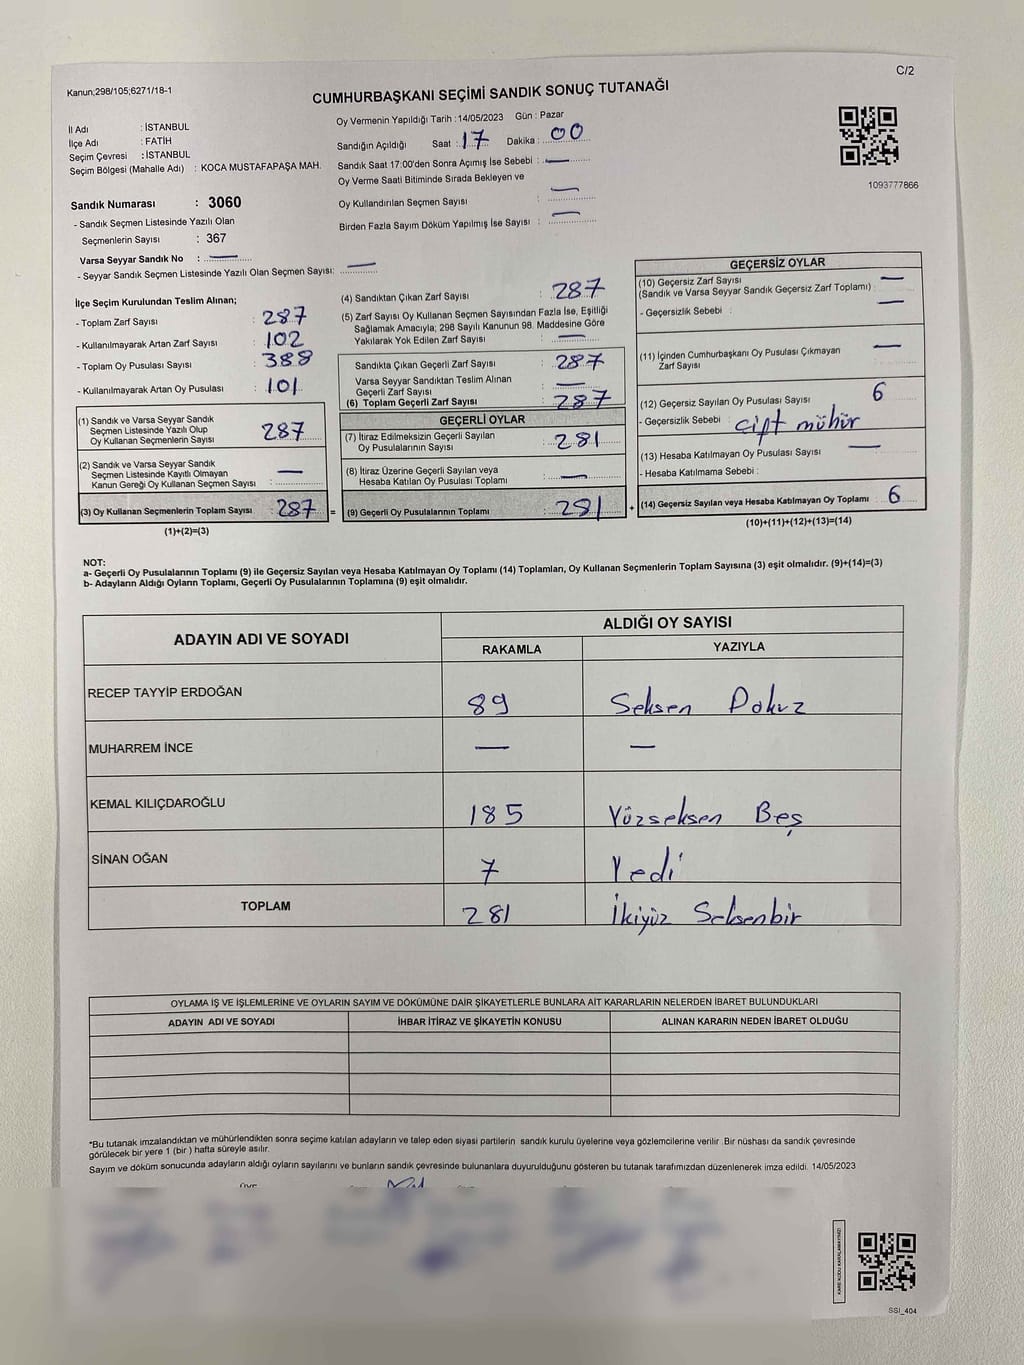 C/2
Kanun;298/105;6271/18-1
CUMHURBAŞKANI SEÇİMİ SANDIK SONUÇ TUTANAĞI
İl Adı : İSTANBUL
İlçe Adı : FATİH
Seçim Çevresi : İSTANBUL
Seçim Bölgesi (Mahalle Adı) : KOCA MUSTAFAPAŞA MAH.
Sandık Numarası : 3060
- Sandık Seçmen Listesinde Yazılı Olan
Seçmenlerin Sayısı : 367
Varsa Seyyar Sandık No : —
- Seyyar Sandık Seçmen Listesinde Yazılı Olan Seçmen Sayısı: —
Oy Vermenin Yapıldığı Tarih :14/05/2023 Gün : Pazar
Sandığın Açıldığı Saat : 17 Dakika : 00
Sandık Saat 17:00'den Sonra Açımış İse Sebebi : —
Oy Verme Saati Bitiminde Sırada Bekleyen ve
Oy Kullandırılan Seçmen Sayısı : —
Birden Fazla Sayım Döküm Yapılmış İse Sayısı : —
1093777866
İlçe Seçim Kurulundan Teslim Alınan;
- Toplam Zarf Sayısı : 287
- Kullanılmayarak Artan Zarf Sayısı : 102
- Toplam Oy Pusulası Sayısı : 388
- Kullanılmayarak Artan Oy Pusulası : 101
(1) Sandık ve Varsa Seyyar Sandık
Seçmen Listesinde Yazılı Olup
Oy Kullanan Seçmenlerin Sayısı 287
(2) Sandık ve Varsa Seyyar Sandık
Seçmen Listesinde Kayıtlı Olmayan
Kanun Gereği Oy Kullanan Seçmen Sayısı : —
(3) Oy Kullanan Seçmenlerin Toplam Sayısı : 287 =
(1)+(2)=(3)
(4) Sandıktan Çıkan Zarf Sayısı : 287
(5) Zarf Sayısı Oy Kullanan Seçmen Sayısından Fazla İse, Eşitliği
Sağlamak Amacıyla; 298 Sayılı Kanunun 98. Maddesine Göre
Yakılarak Yok Edilen Zarf Sayısı : —
Sandıkta Çıkan Geçerli Zarf Sayısı : 287
Varsa Seyyar Sandıktan Teslim Alınan
Geçerli Zarf Sayısı : —
(6) Toplam Geçerli Zarf Sayısı : 287
GEÇERLİ OYLAR
(7) İtiraz Edilmeksizin Geçerli Sayılan
Oy Pusulalarının Sayısı : 281
(8) İtiraz Üzerine Geçerli Sayılan veya
Hesaba Katılan Oy Pusulası Toplamı : —
(9) Geçerli Oy Pusulalarının Toplamı : 281 +
GEÇERSİZ OYLAR
(10) Geçersiz Zarf Sayısı —
(Sandık ve Varsa Seyyar Sandık Geçersiz Zarf Toplamı) :
- Geçersizlik Sebebi : —
(11) İçinden Cumhurbaşkanı Oy Pusulası Çıkmayan
Zarf Sayısı : —
(12) Geçersiz Sayılan Oy Pusulası Sayısı : 6
- Geçersizlik Sebebi : çift mühür
(13) Hesaba Katılmayan Oy Pusulası Sayısı : —
- Hesaba Katılmama Sebebi :
(14) Geçersiz Sayılan veya Hesaba Katılmayan Oy Toplamı : 6
(10)+(11)+(12)+(13)=(14)
NOT:
a- Geçerli Oy Pusulalarının Toplamı (9) ile Geçersiz Sayılan veya Hesaba Katılmayan Oy Toplamı (14) Toplamları, Oy Kullanan Seçmenlerin Toplam Sayısına (3) eşit olmalıdır. (9)+(14)=(3)
b- Adayların Aldığı Oyların Toplamı, Geçerli Oy Pusulalarının Toplamına (9) eşit olmalıdır.
ADAYIN ADI VE SOYADI ALDIĞI OY SAYISI
RAKAMLA YAZIYLA
RECEP TAYYİP ERDOĞAN 89 Seksen Dokuz
MUHARREM İNCE — —
KEMAL KILIÇDAROĞLU 185 Yüzseksen Beş
SİNAN OĞAN 7 Yedi
TOPLAM 281 İkiyüz Seksenbir
OYLAMA İŞ VE İŞLEMLERİNE VE OYLARIN SAYIM VE DÖKÜMÜNE DAİR ŞİKAYETLERLE BUNLARA AİT KARARLARIN NELERDEN İBARET BULUNDUKLARI
ADAYIN ADI VE SOYADI İHBAR İTİRAZ VE ŞİKAYETİN KONUSU ALINAN KARARIN NEDEN İBARET OLDUĞU
*Bu tutanak imzalandıktan ve mühürlendikten sonra seçime katılan adayların ve talep eden siyasi partilerin sandık kurulu üyelerine veya gözlemcilerine verilir .Bir nüshası da sandık çevresinde
görülecek bir yere 1 (bir ) hafta süreyle asılır.
Sayım ve döküm sonucunda adayların aldığı oyların sayılarını ve bunların sandık çevresinde bulunanlara duyurulduğunu gösteren bu tutanak tarafımızdan düzenlenerek imza edildi. 14/05/2023
SSI_404